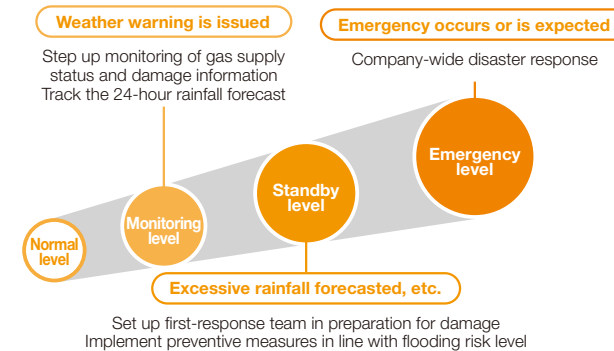 Weather warning is issued
Step up monitoring of gas supply
status and damage information
Track the 24-hour rainfall forecast
Emergency occurs or is expected
Company-wide disaster response
Normal
level
Monitoring
level
Standby
level
Emergency
level
Excessive rainfall forecasted, etc.
Set up first-response team in preparation for damage
Implement preventive measures in line with flooding risk level